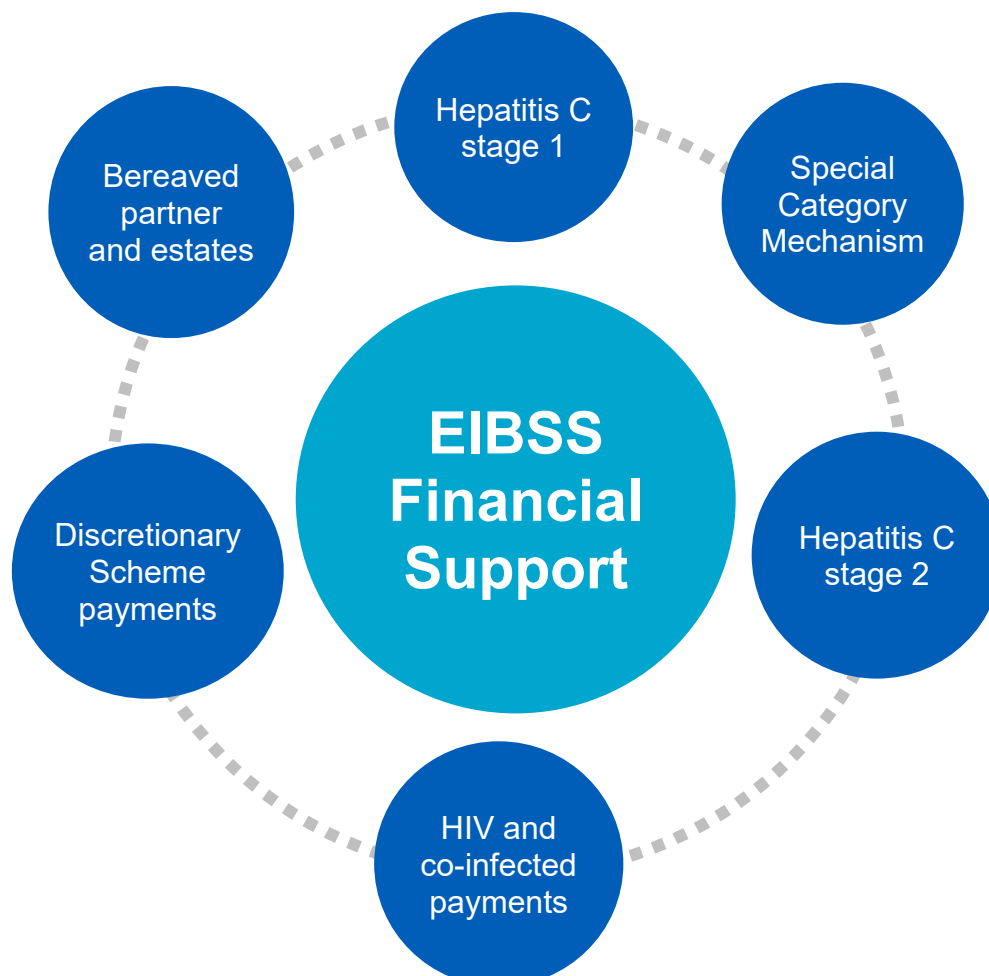 Hepatitis C
stage 1
Special
Category
Mechanism
Hepatitis C
stage 2
HIV and
co-infected
payments
Discretionary
Scheme
payments
Bereaved
partner
and estates
EIBSS
Financial
Support